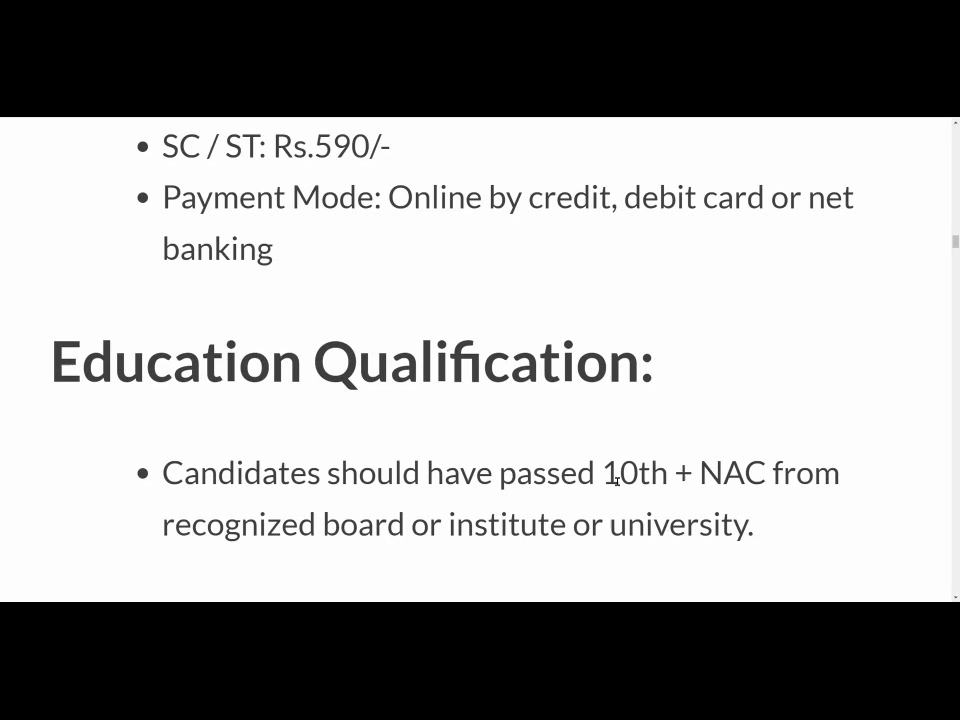 • SC / ST: Rs.590/-
• Payment Mode: Online by credit, debit card or net
banking
Education Qualification:
• Candidates should have passed 10th + NAC from
recognized board or institute or university.